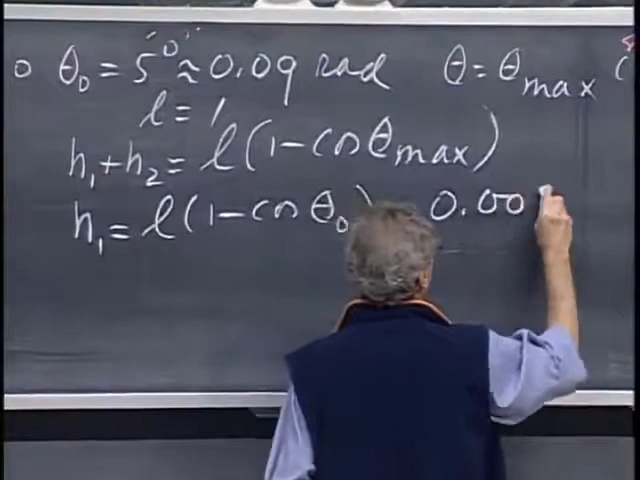 θ₀ = 5° ≈ 0.09 rad θ = θmax (
l = 1
h₁ + h₂ = l(1 - cos θmax)
h₁ = l(1 - cos θ₀) 0.00